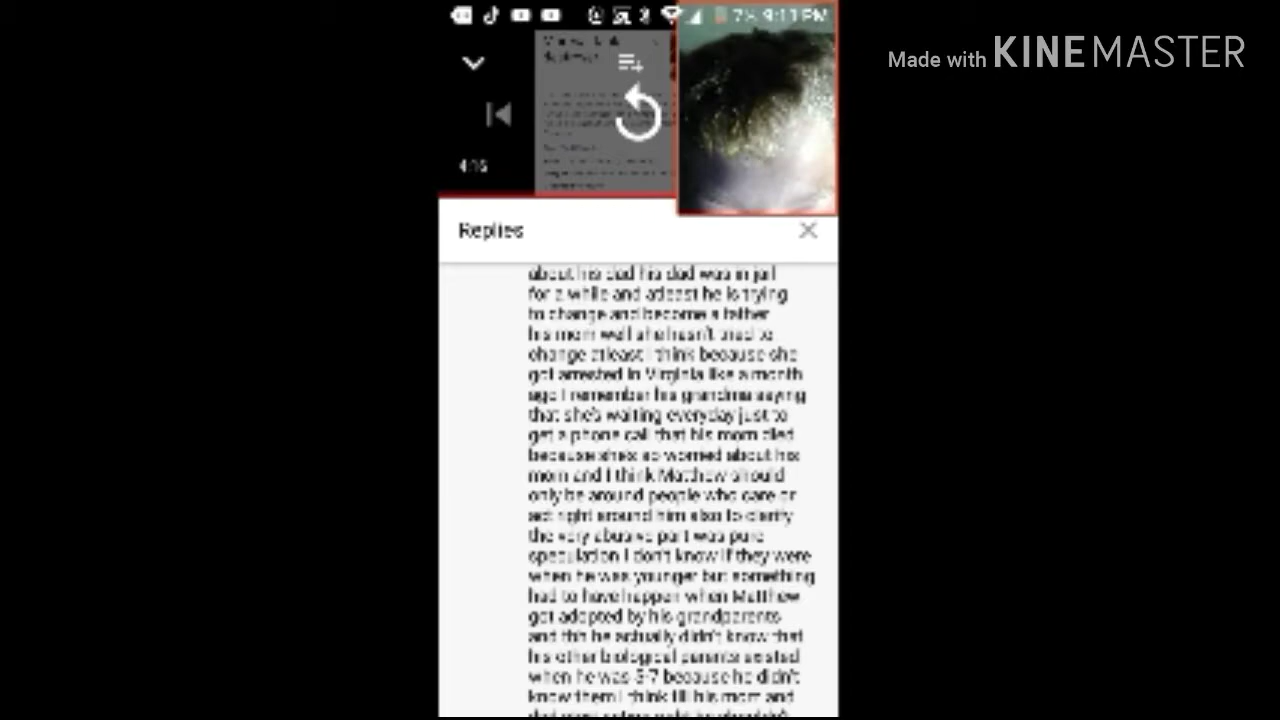 Made with KINEMASTER
7% 9:11 PM
4:15
Replies
about his dad his dad was in jail
for a while and atleast he is trying
to change and become a father
his mom well she hasn't tried to
change atleast I think because she
got arrested in Virginia like a month
ago I remember his grandma saying
that she's waiting everyday just to
get a phone call that his mom died
because she's so worried about his
mom and I think Matthew should
only be around people who care or
act right around him also to clarify
the very abusive part was pure
speculation I don't know if they were
when he was younger but something
had to have happen when Matthew
got adopted by his grandparents
and tbh he actually didn't know that
his other biological parents existed
when he was 5-7 because he didn't
know them I think till his mom and